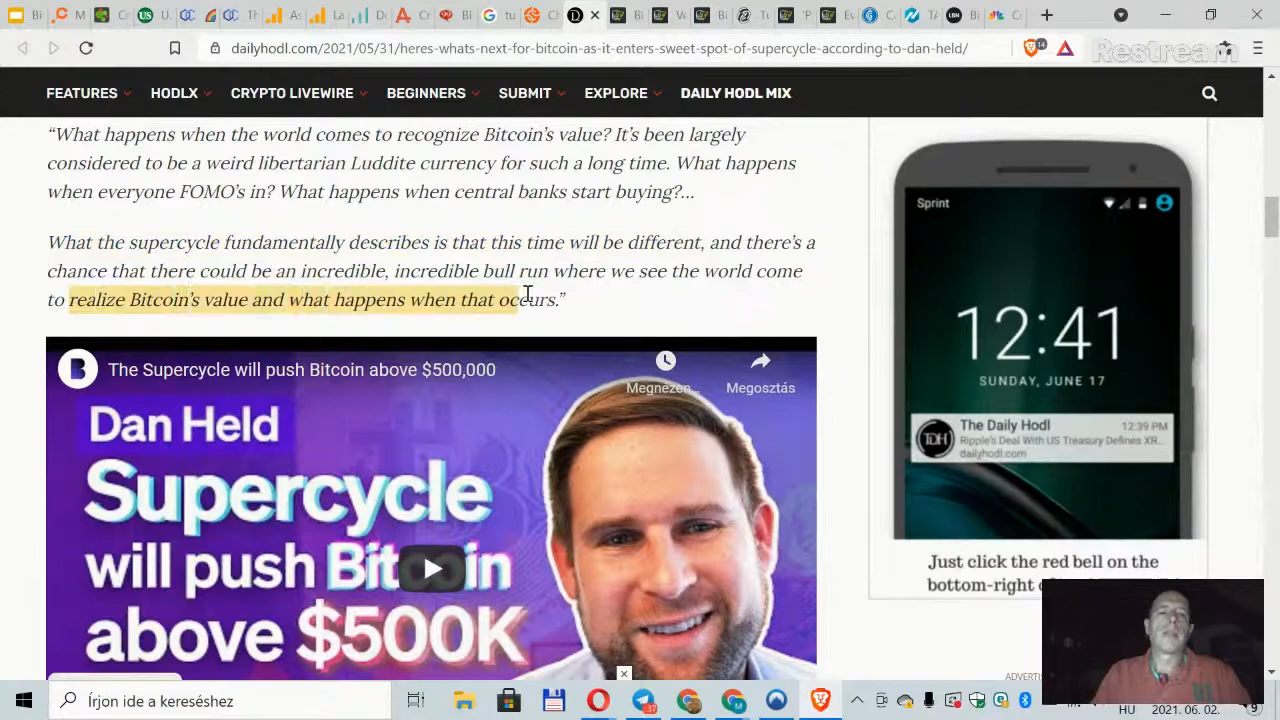 dailyhodl.com/2021/05/31/heres-whats-next-for-bitcoin-as-it-enters-sweet-spot-of-supercycle-according-to-dan-held/
14
Restream
FEATURES
HODLX
CRYPTO LIVEWIRE
BEGINNERS
SUBMIT
EXPLORE
DAILY HODL MIX
“What happens when the world comes to recognize Bitcoin’s value? It’s been largely
considered to be a weird libertarian Luddite currency for such a long time. What happens
when everyone FOMO’s in? What happens when central banks start buying?…
What the supercycle fundamentally describes is that this time will be different, and there’s a
chance that there could be an incredible, incredible bull run where we see the world come
to realize Bitcoin’s value and what happens when that occurs.”
The Supercycle will push Bitcoin above $500,000
Megnézen...
Megosztás
Dan Held
Supercycle
will push Bitcoin
above $500K
Sprint
12:41
SUNDAY, JUNE 17
TDH
The Daily Hodl
12:39 PM
Ripple's Deal With US Treasury Defines XR...
dailyhodl.com
Just click the red bell on the
bottom-right
Írjon ide a kereséshez
37
HU
2021. 06. 02.